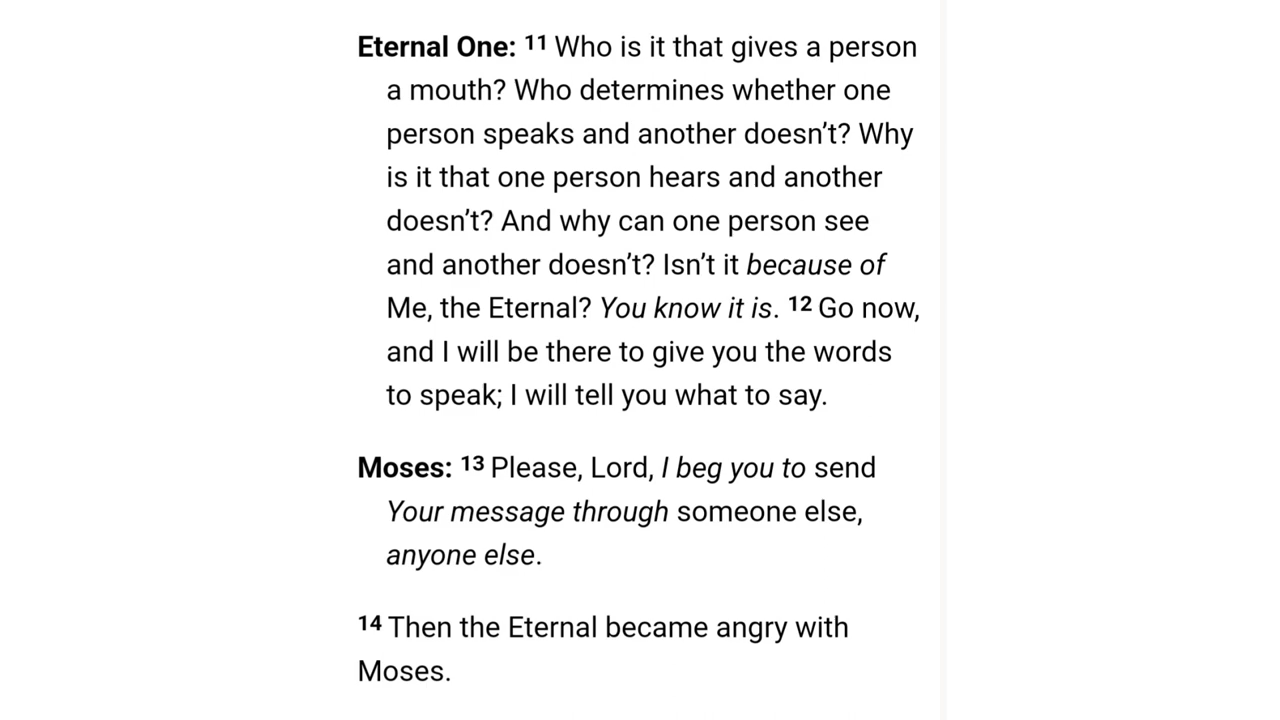 Eternal One: 11 Who is it that gives a person
a mouth? Who determines whether one
person speaks and another doesn’t? Why
is it that one person hears and another
doesn’t? And why can one person see
and another doesn’t? Isn’t it because of
Me, the Eternal? You know it is. 12 Go now,
and I will be there to give you the words
to speak; I will tell you what to say.
Moses: 13 Please, Lord, I beg you to send
Your message through someone else,
anyone else.
14 Then the Eternal became angry with
Moses.